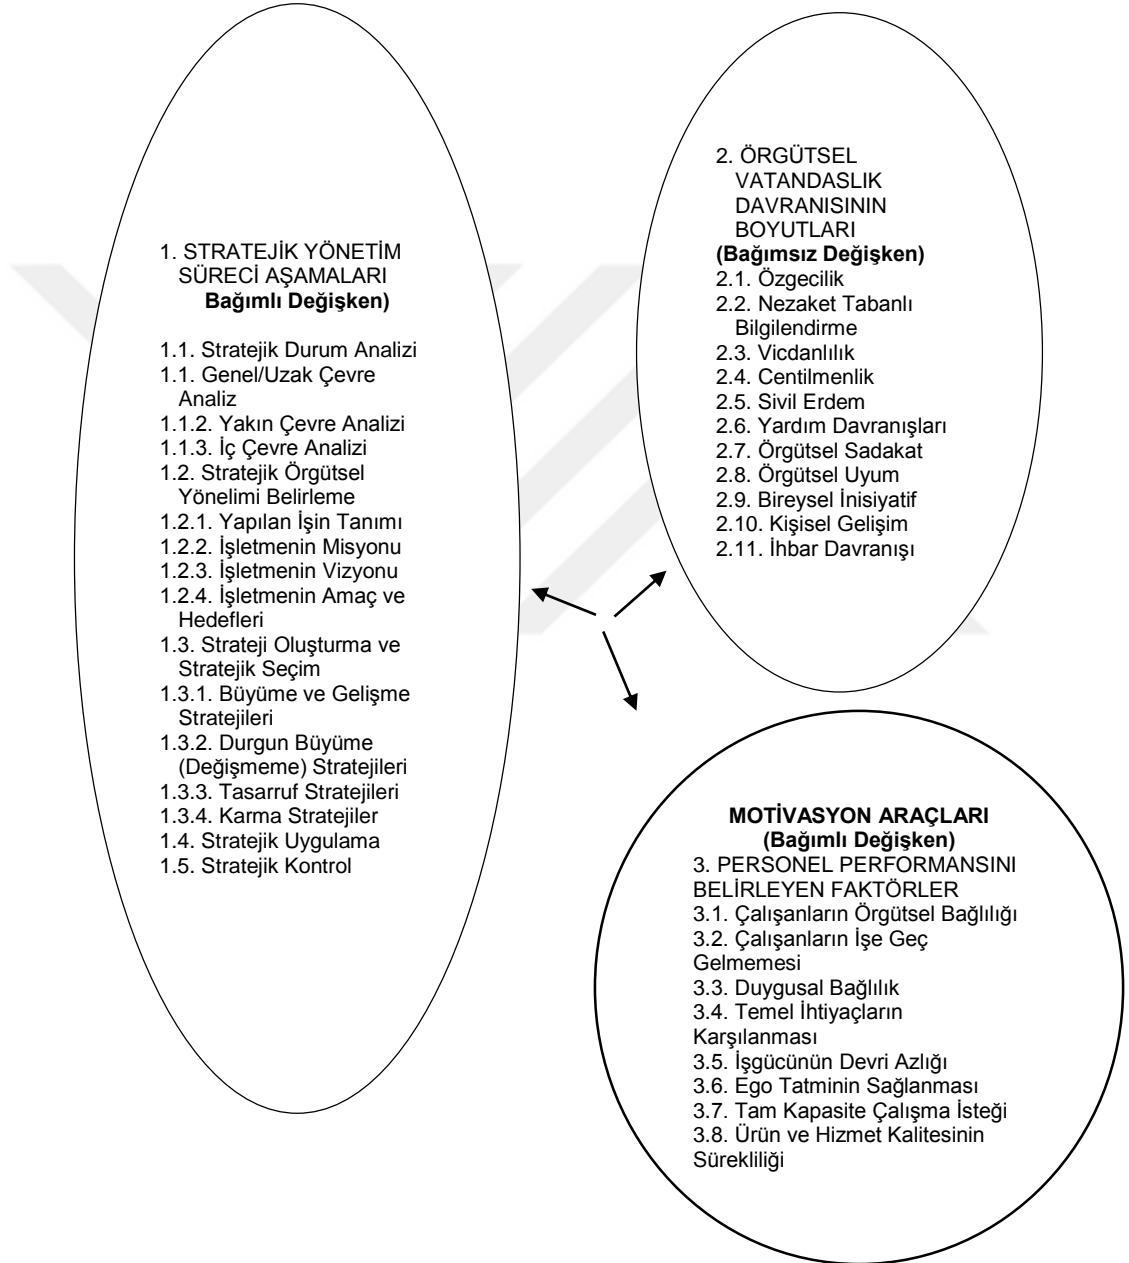 1. STRATEJİK YÖNETİM
SÜRECİ AŞAMALARI
Bağımlı Değişken)
1.1. Stratejik Durum Analizi
1.1. Genel/Uzak Çevre
Analiz
1.1.2. Yakın Çevre Analizi
1.1.3. İç Çevre Analizi
1.2. Stratejik Örgütsel
Yönelimi Belirleme
1.2.1. Yapılan İşin Tanımı
1.2.2. İşletmenin Misyonu
1.2.3. İşletmenin Vizyonu
1.2.4. İşletmenin Amaç ve
Hedefleri
1.3. Strateji Oluşturma ve
Stratejik Seçim
1.3.1. Büyüme ve Gelişme
Stratejileri
1.3.2. Durgun Büyüme
(Değişmeme) Stratejileri
1.3.3. Tasarruf Stratejileri
1.3.4. Karma Stratejiler
1.4. Stratejik Uygulama
1.5. Stratejik Kontrol
2. ÖRGÜTSEL
VATANDASLIK
DAVRANISININ
BOYUTLARI
(Bağımsız Değişken)
2.1. Özgecilik
2.2. Nezaket Tabanlı
Bilgilendirme
2.3. Vicdanlılık
2.4. Centilmenlik
2.5. Sivil Erdem
2.6. Yardım Davranışları
2.7. Örgütsel Sadakat
2.8. Örgütsel Uyum
2.9. Bireysel İnisiyatif
2.10. Kişisel Gelişim
2.11. İhbar Davranışı
MOTİVASYON ARAÇLARI
(Bağımlı Değişken)
3. PERSONEL PERFORMANSINI
BELİRLEYEN FAKTÖRLER
3.1. Çalışanların Örgütsel Bağlılığı
3.2. Çalışanların İşe Geç
Gelmemesi
3.3. Duygusal Bağlılık
3.4. Temel İhtiyaçların
Karşılanması
3.5. İşgücünün Devri Azlığı
3.6. Ego Tatminin Sağlanması
3.7. Tam Kapasite Çalışma İsteği
3.8. Ürün ve Hizmet Kalitesinin
Sürekliliği